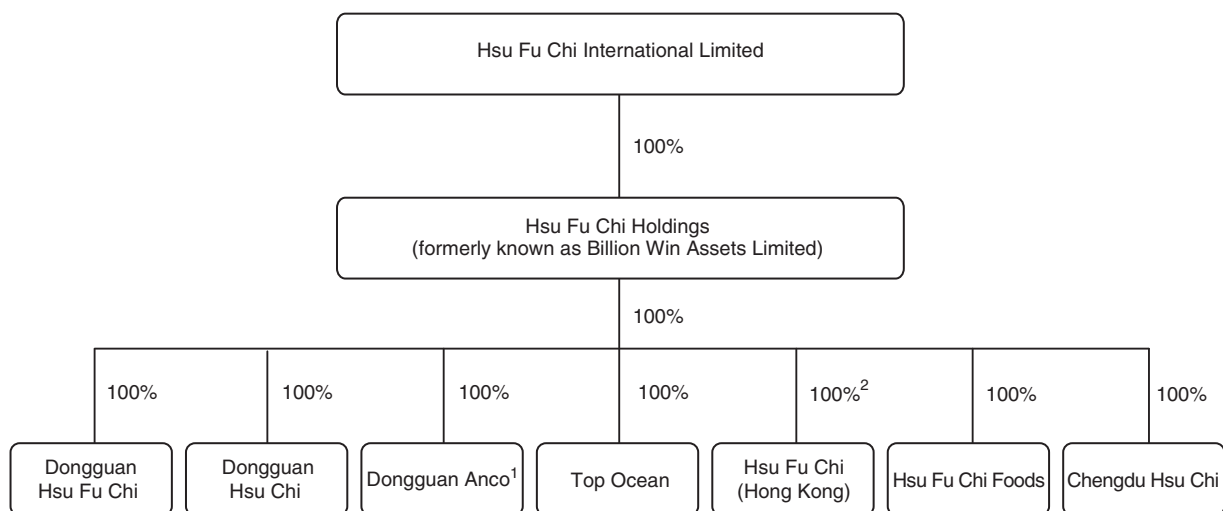 Hsu Fu Chi International Limited
100%
Hsu Fu Chi Holdings
(formerly known as Billion Win Assets Limited)
100%
100%
100%
100%
100%
100%²
100%
100%
Dongguan
Hsu Fu Chi
Dongguan
Hsu Chi
Dongguan Anco¹
Top Ocean
Hsu Fu Chi
(Hong Kong)
Hsu Fu Chi Foods
Chengdu Hsu Chi